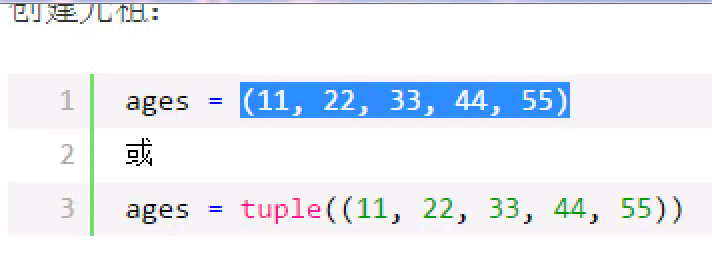 创建元祖:
1 ages = (11, 22, 33, 44, 55)
2 或
3 ages = tuple((11, 22, 33, 44, 55))